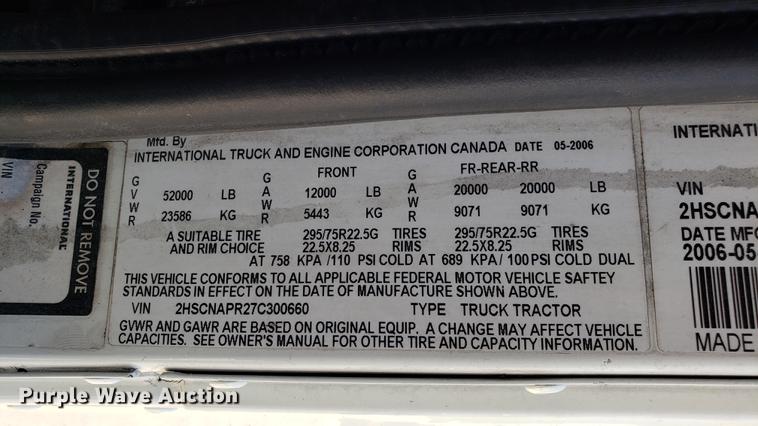 Mfd. By
INTERNATIONAL TRUCK AND ENGINE CORPORATION CANADA DATE 05-2006
GVWR 52000 LB 23586 KG
FRONT
GAWR 12000 LB 5443 KG
FR-REAR-RR
GAWR 20000 20000 LB 9071 9071 KG
A SUITABLE TIRE 295/75R22.5G TIRES 295/75R22.5G TIRES
AND RIM CHOICE 22.5X8.25 RIMS 22.5X8.25 RIMS
AT 758 KPA /110 PSI COLD AT 689 KPA / 100 PSI COLD DUAL
THIS VEHICLE CONFORMS TO ALL APPLICABLE FEDERAL MOTOR VEHICLE SAFTEY
STANDARDS IN EFFECT ON THE DATE OF MANUFACTURE SHOWN ABOVE.
VIN 2HSCNAPR27C300660 TYPE TRUCK TRACTOR
GVWR AND GAWR ARE BASED ON ORIGINAL EQUIP. A CHANGE MAY AFFECT VEHICLE
CAPACITIES. SEE OWNER'S MANUAL FOR OTHER TIRE AND CAPACITY INFORMATION.
DO NOT REMOVE
INTERNATIONAL
Campaign No.
VIN
INTERNATIO
VIN
2HSCNA
DATE MFG
2006-05
MADE
Purple Wave Auction